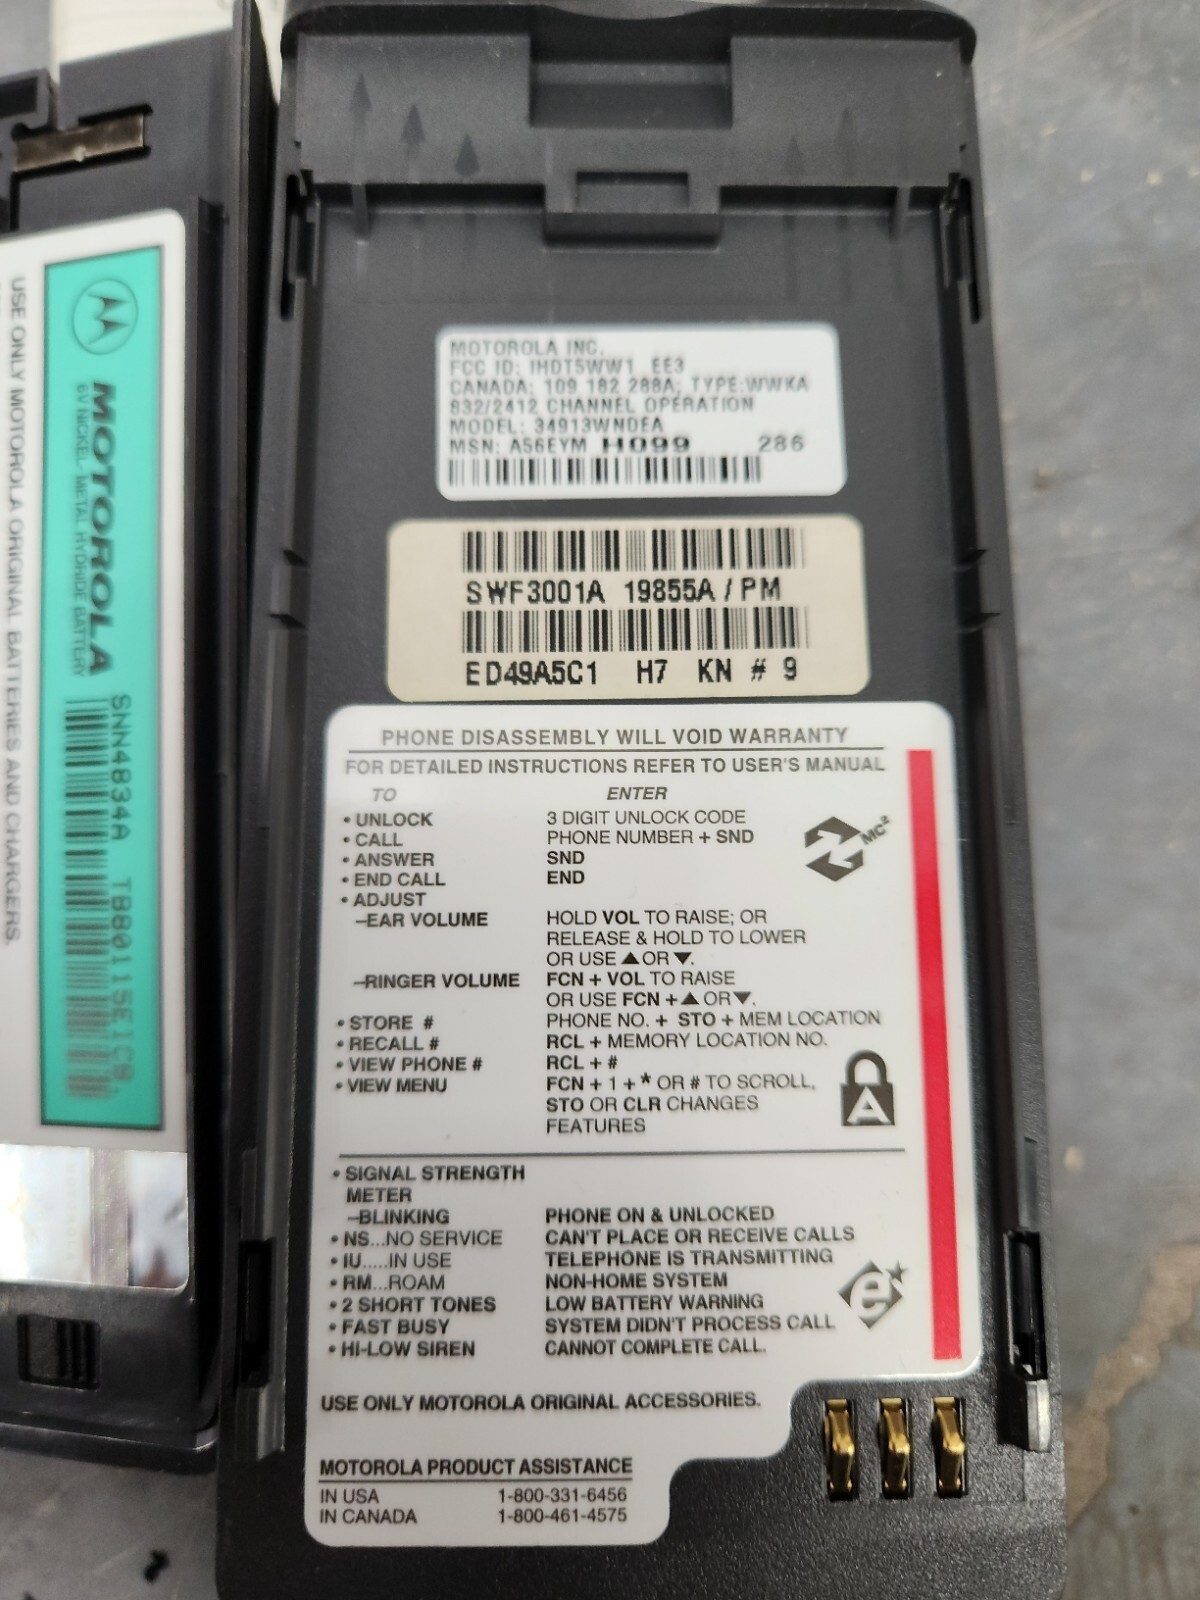 MOTOROLA
6V NICKEL-METAL HYDRIDE BATTERY
SNN4834A TB80115E1C9
USE ONLY MOTOROLA ORIGINAL BATTERIES AND CHARGERS.
MOTOROLA INC.
FCC ID: IHDT5WW1 EE3
CANADA: 109 182 288A; TYPE:WWKA
832/2412 CHANNEL OPERATION
MODEL: 34913WNDEA
MSN: A56EYM H099 286
SWF3001A 19855A / PM
ED49A5C1 H7 KN # 9
PHONE DISASSEMBLY WILL VOID WARRANTY
FOR DETAILED INSTRUCTIONS REFER TO USER'S MANUAL
TO ENTER
• UNLOCK 3 DIGIT UNLOCK CODE
• CALL PHONE NUMBER + SND
• ANSWER SND
• END CALL END
• ADJUST
–EAR VOLUME HOLD VOL TO RAISE; OR
RELEASE & HOLD TO LOWER
OR USE ▲ OR ▼.
–RINGER VOLUME FCN + VOL TO RAISE
OR USE FCN + ▲ OR ▼.
• STORE # PHONE NO. + STO + MEM LOCATION
• RECALL # RCL + MEMORY LOCATION NO.
• VIEW PHONE # RCL + #
• VIEW MENU FCN + 1 + * OR # TO SCROLL,
STO OR CLR CHANGES
FEATURES
MC²
A
• SIGNAL STRENGTH
METER
–BLINKING PHONE ON & UNLOCKED
• NS...NO SERVICE CAN'T PLACE OR RECEIVE CALLS
• IU.....IN USE TELEPHONE IS TRANSMITTING
• RM...ROAM NON-HOME SYSTEM
• 2 SHORT TONES LOW BATTERY WARNING
• FAST BUSY SYSTEM DIDN'T PROCESS CALL
• HI-LOW SIREN CANNOT COMPLETE CALL.
e
USE ONLY MOTOROLA ORIGINAL ACCESSORIES.
MOTOROLA PRODUCT ASSISTANCE
IN USA 1-800-331-6456
IN CANADA 1-800-461-4575